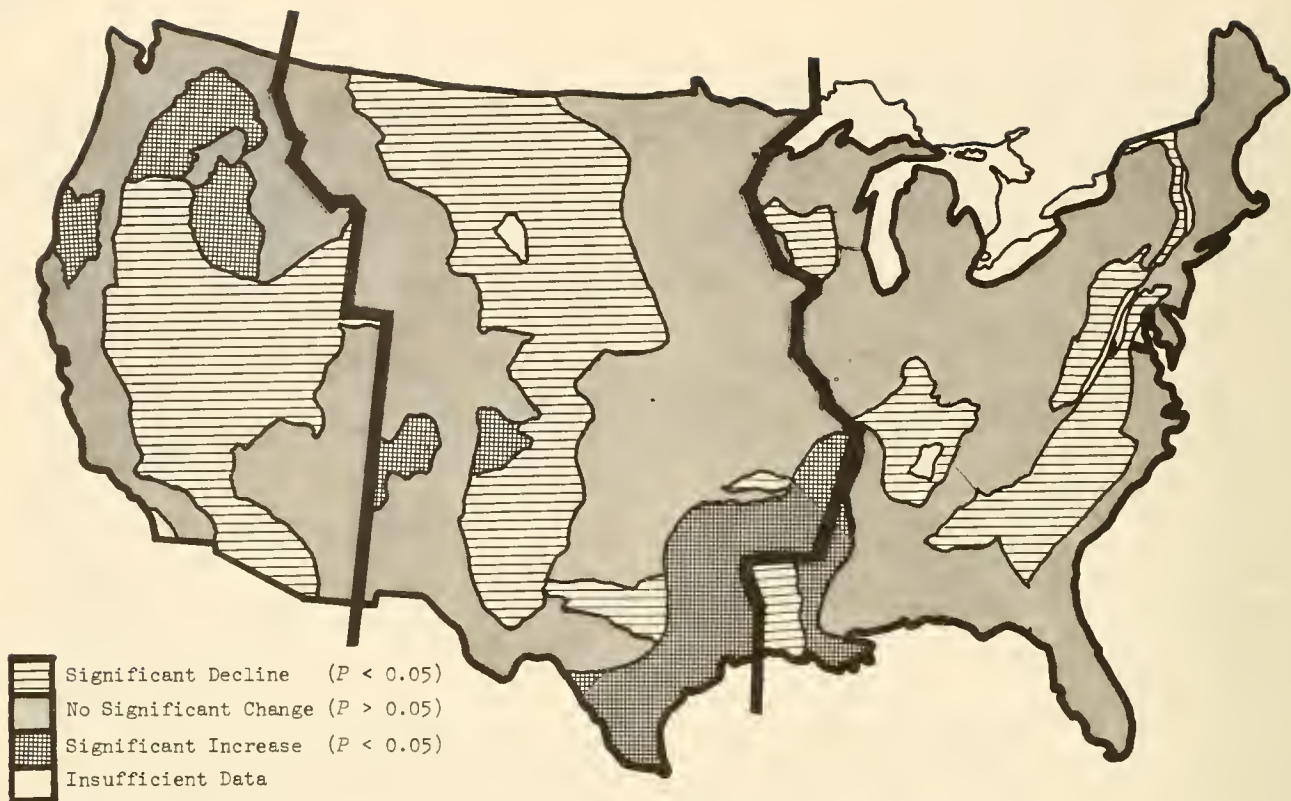 Significant Decline (P < 0.05)
No Significant Change (P > 0.05)
Significant Increase (P < 0.05)
Insufficient Data